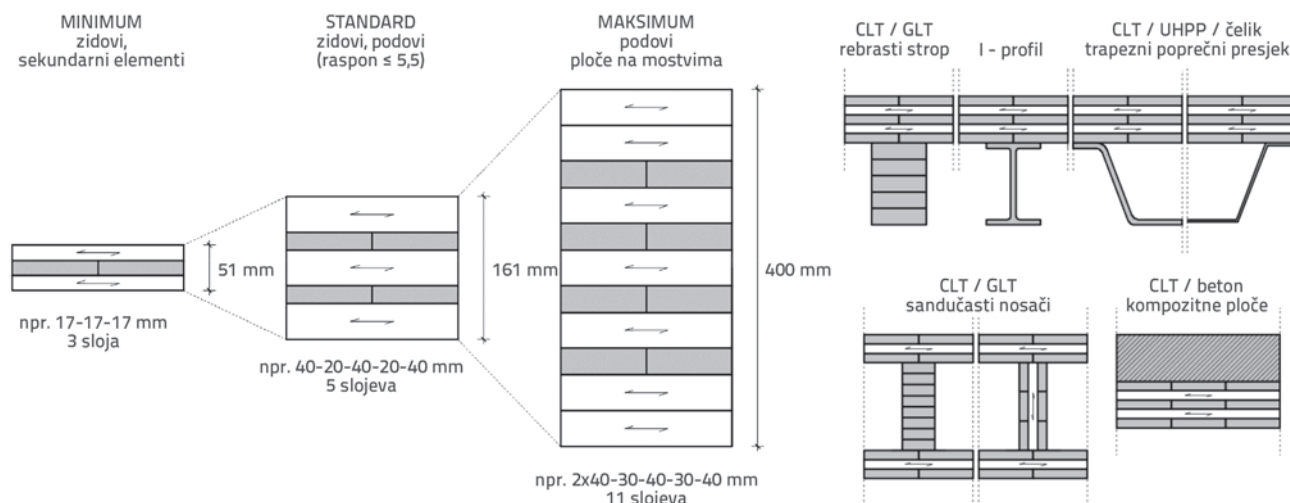 MINIMUM
zidovi,
sekundarni elementi
51 mm
npr. 17-17-17 mm
3 sloja
STANDARD
zidovi, podovi
(raspon ≤ 5,5)
161 mm
npr. 40-20-40-20-40 mm
5 slojeva
MAKSIMUM
podovi
ploče na mostvima
400 mm
npr. 2x40-30-40-30-40 mm
11 slojeva
CLT / GLT
rebrasti strop
I - profil
CLT / UHPP / čelik
trapezni poprečni presjek
CLT / GLT
sandučasti nosači
CLT / beton
kompozitne ploče